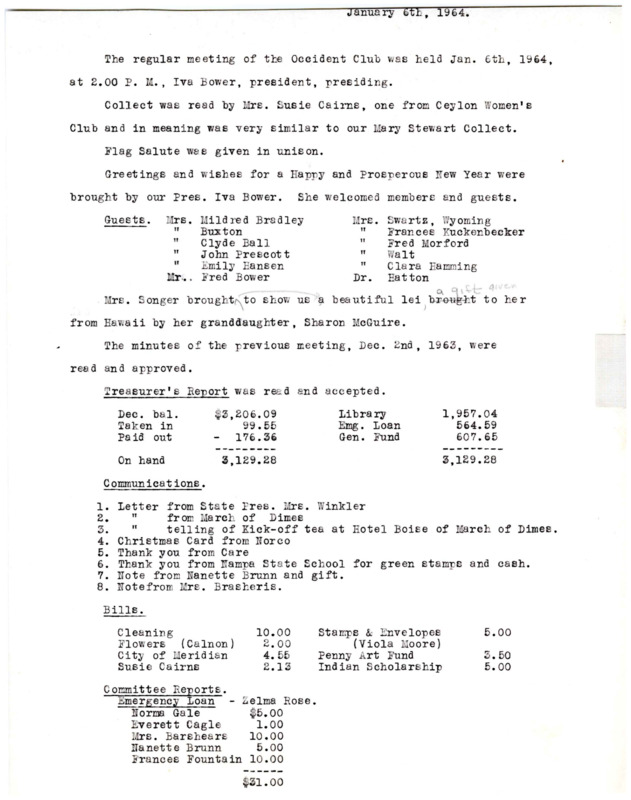 January 6th, 1964.
The regular meeting of the Occident Club was held Jan. 6th, 1964,
at 2.00 P. M., Iva Bower, president, presiding.
Collect was read by Mrs. Susie Cairns, one from Ceylon Women's
Club and in meaning was very similar to our Mary Stewart Collect.
Flag Salute was given in unison.
Greetings and wishes for a Happy and Prosperous New Year were
brought by our Pres. Iva Bower. She welcomed members and guests.
Guests. Mrs. Mildred Bradley Mrs. Swartz, Wyoming
" Buxton " Frances Kuckenbecker
" Clyde Ball " Fred Morford
" John Prescott " Walt
" Emily Hansen " Clara Hamming
Mr.. Fred Bower Dr. Hatton
a gift given
Mrs. Songer brought to show us a beautiful lei brought to her
from Hawaii by her granddaughter, Sharon McGuire.
The minutes of the previous meeting, Dec. 2nd, 1963, were
read and approved.
Treasurer's Report was read and accepted.
Dec. bal. $3,206.09 Library 1,957.04
Taken in 99.55 Emg. Loan 564.59
Paid out - 176.36 Gen. Fund 607.65
--------- ---------
On hand 3,129.28 3,129.28
Communications.
1. Letter from State Pres. Mrs. Winkler
2. " from March of Dimes
3. " telling of Kick-off tea at Hotel Boise of March of Dimes.
4. Christmas Card from Norco
5. Thank you from Care
6. Thank you from Nampa State School for green stamps and cash.
7. Note from Nanette Brunn and gift.
8. Notefrom Mrs. Brasheris.
Bills.
Cleaning 10.00 Stamps & Envelopes 5.00
Flowers (Calnon) 2.00 (Viola Moore)
City of Meridian 4.55 Penny Art Fund 3.50
Susie Cairns 2.13 Indian Scholarship 5.00
Committee Reports.
Emergency Loan - Zelma Rose.
Norma Gale $5.00
Everett Cagle 1.00
Mrs. Barshears 10.00
Nanette Brunn 5.00
Frances Fountain 10.00
------
$31.00